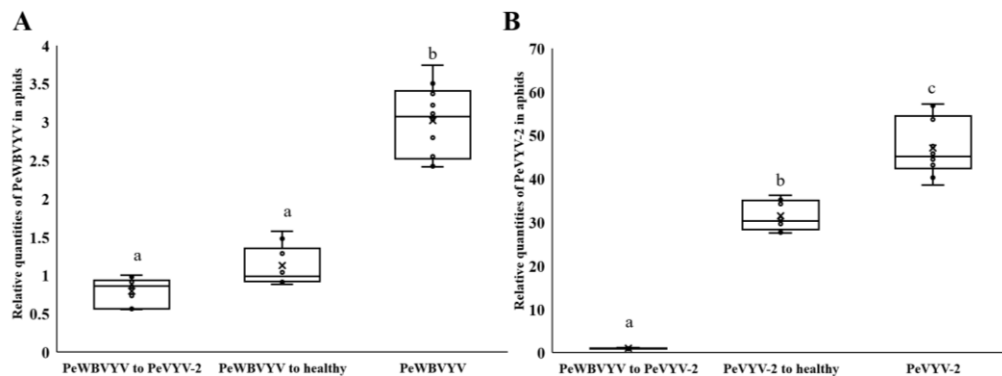 A
Relative quantities of PeWBVYV in aphids
4
3.5
3
2.5
2
1.5
1
0.5
0
a
a
b
PeWBVYV to PeVYV-2
PeWBVYV to healthy
PeWBVYV
B
Relative quantities of PeVYV-2 in aphids
70
60
50
40
30
20
10
0
a
b
c
PeWBVYV to PeVYV-2
PeVYV-2 to healthy
PeVYV-2